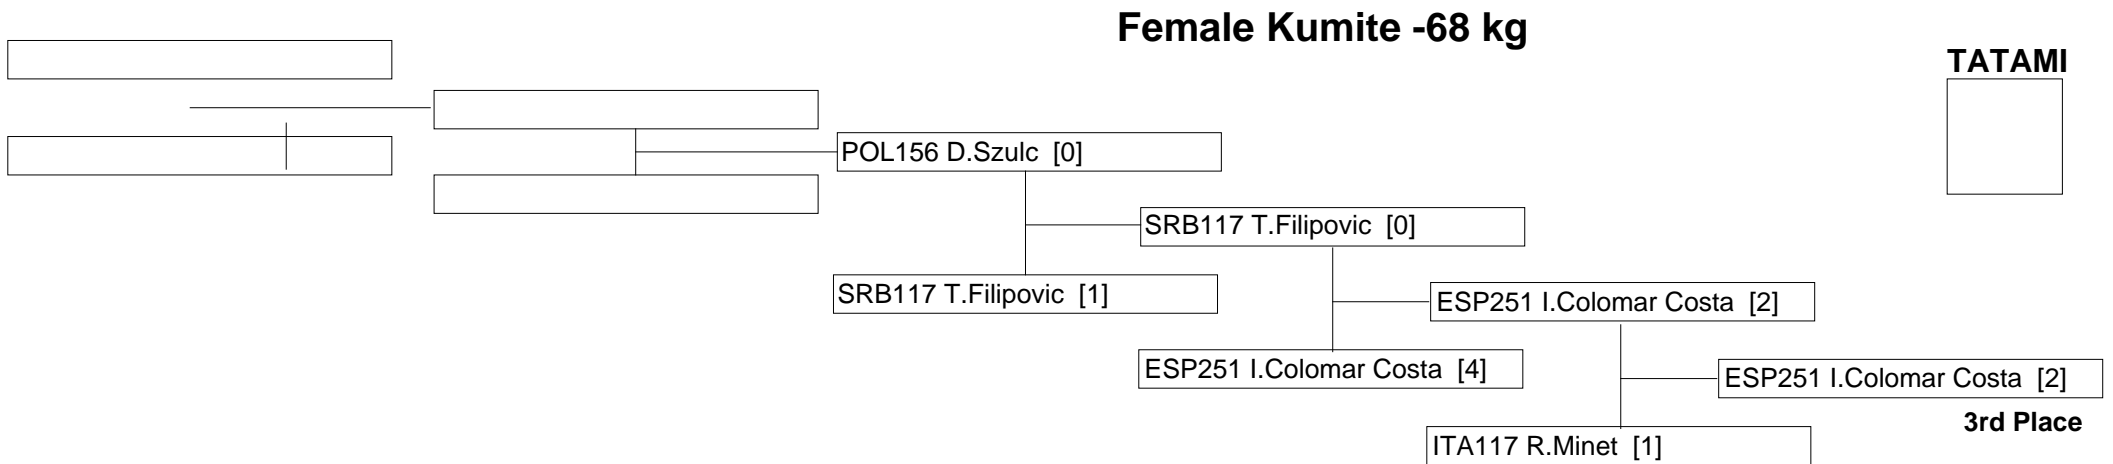 Female Kumite -68 kg
TATAMI
POL156 D.Szulc [0]
SRB117 T.Filipovic [0]
SRB117 T.Filipovic [1]
ESP251 I.Colomar Costa [2]
ESP251 I.Colomar Costa [4]
ESP251 I.Colomar Costa [2]
3rd Place
ITA117 R.Minet [1]